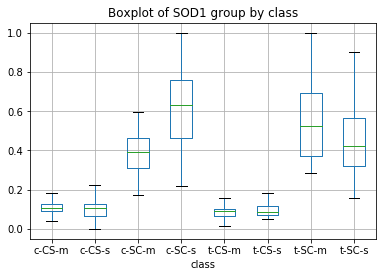 Boxplot of SOD1 group by class
1.0
0.8
0.6
0.4
0.2
0.0
c-CS-m c-CS-s c-SC-m c-SC-s t-CS-m t-CS-s t-SC-m t-SC-s
class